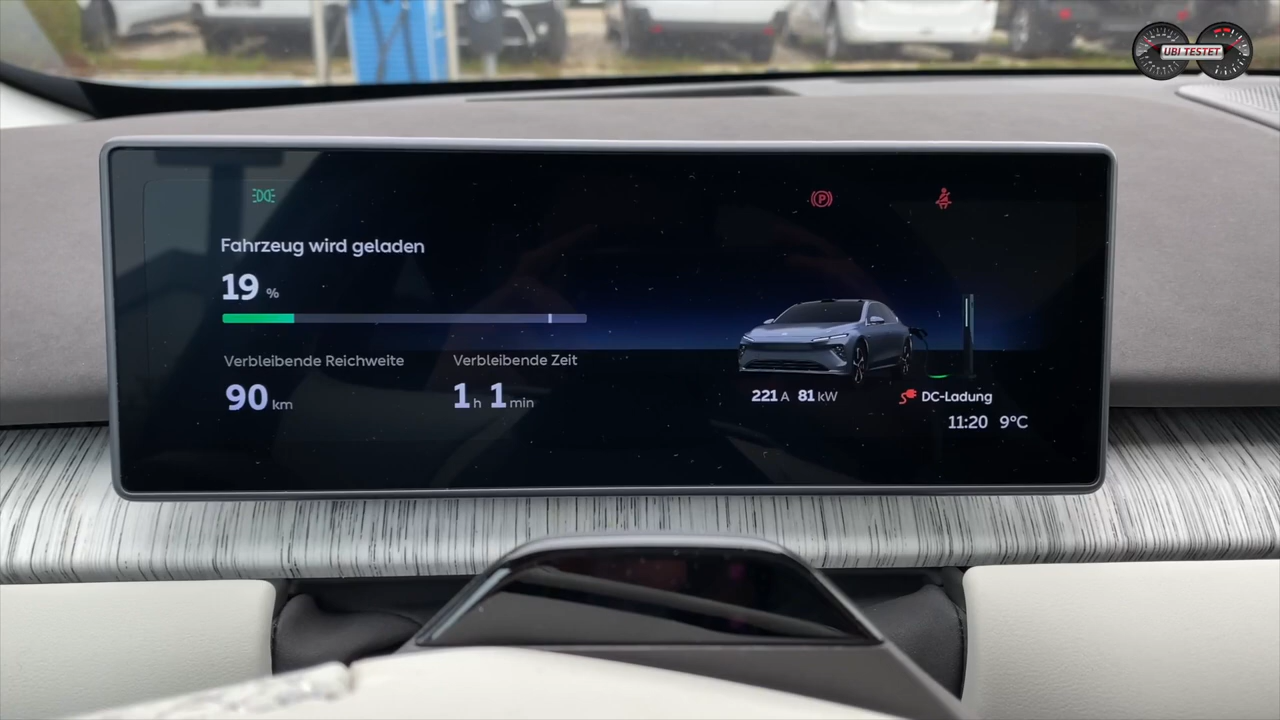 UBI TESTET
Fahrzeug wird geladen
19 %
Verbleibende Reichweite
90 km
Verbleibende Zeit
1 h 1 min
221 A 81 kW
DC-Ladung
11:20 9°C